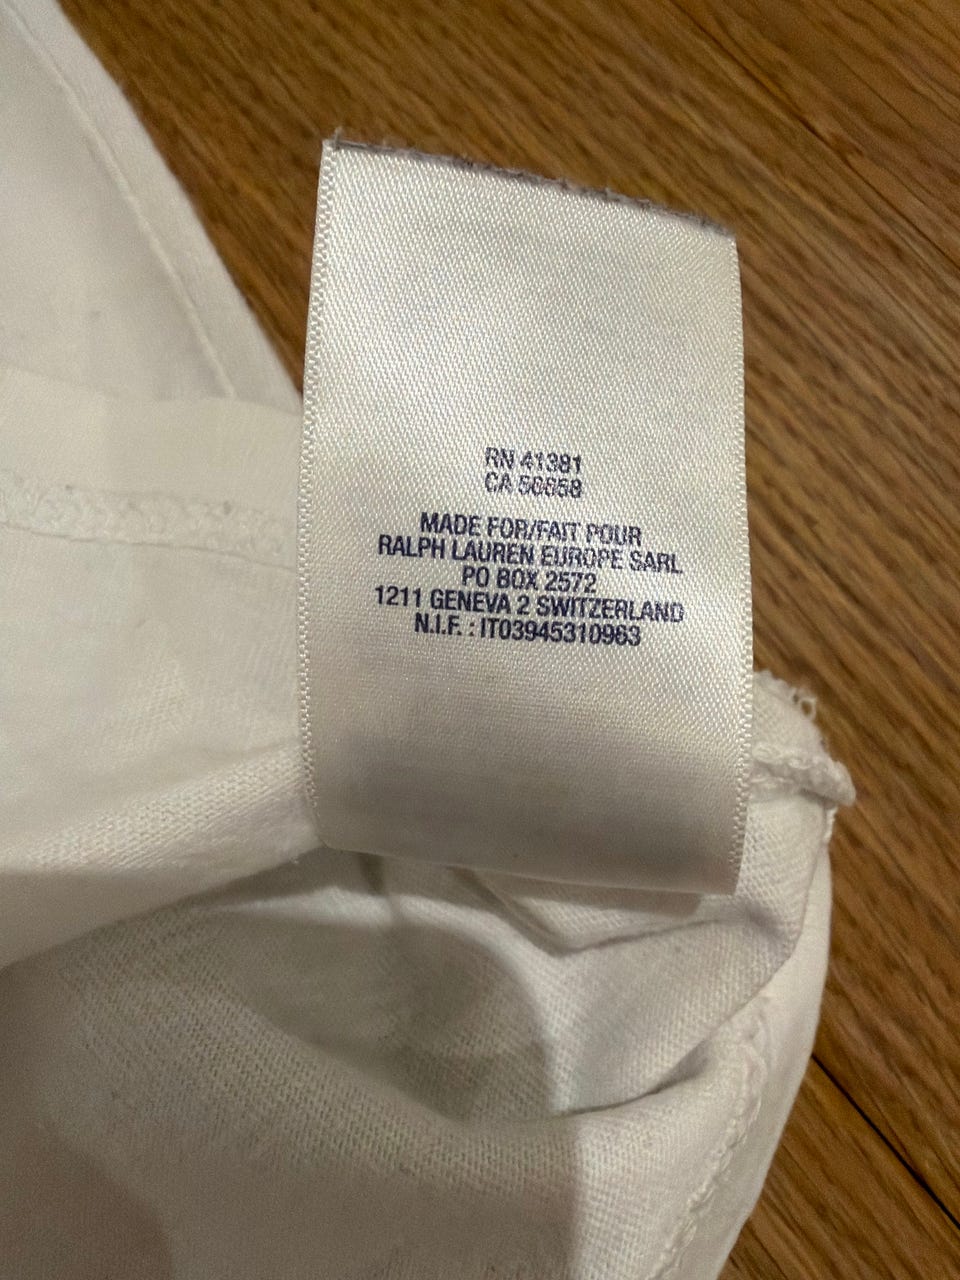 RN 41381
CA 50658
MADE FOR/FAIT POUR
RALPH LAUREN EUROPE SARL
PO BOX 2572
1211 GENEVA 2 SWITZERLAND
N.I.F. : IT03945310963